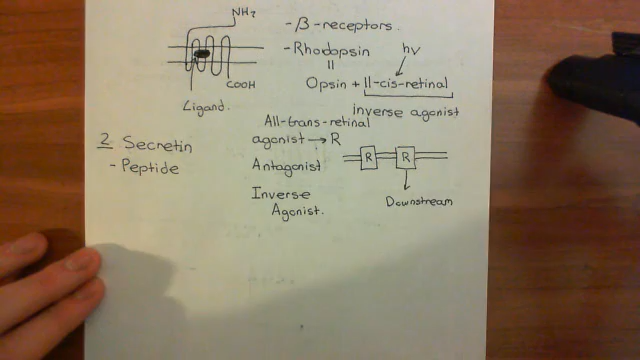 NH₂
- β-receptors.
- Rhodopsin hv
=
Opsin + 11-cis-retinal
COOH
Ligand.
inverse agonist
All-trans-retinal
agonist → R
2 Secretin
- Peptide
Antagonist
R R
Inverse
Agonist.
Downstream